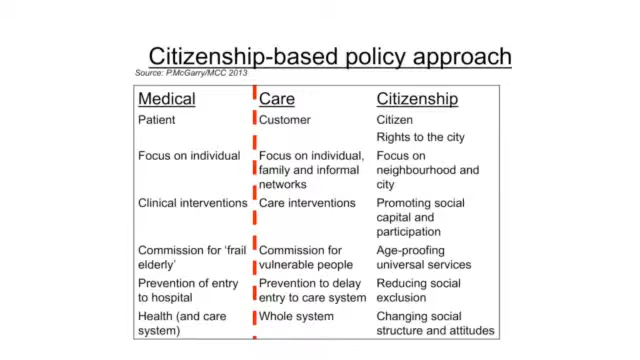 Citizenship-based policy approach
Source: P.McGarry/MCC 2013
Medical Care Citizenship
Patient Customer Citizen
Rights to the city
Focus on individual Focus on individual, Focus on
family and informal neighbourhood and
networks city
Clinical interventions Care interventions Promoting social
capital and
participation
Commission for ‘frail Commission for Age-proofing
elderly’ vulnerable people universal services
Prevention of entry Prevention to delay Reducing social
to hospital entry to care system exclusion
Health (and care Whole system Changing social
system) structure and attitudes